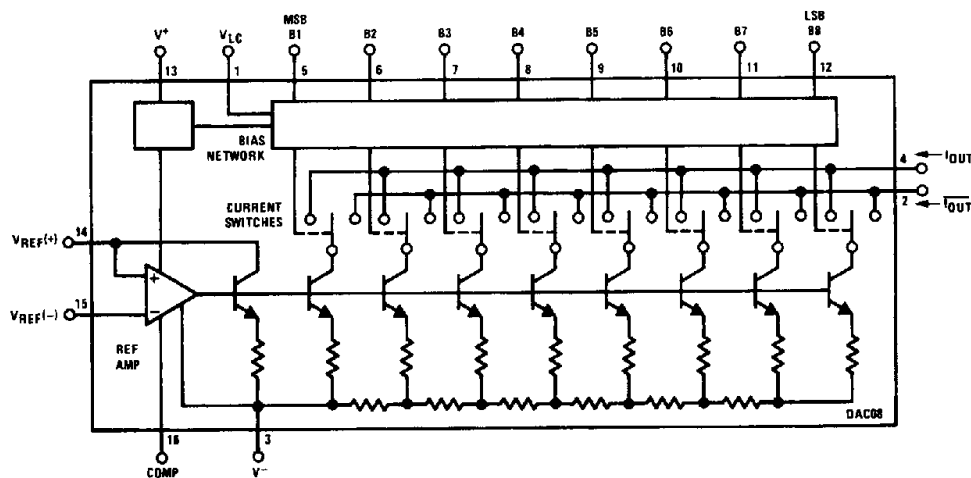 MSB LSB
V+ VLC B1 B2 B3 B4 B5 B6 B7 B8
13 1 5 6 7 8 9 10 11 12
BIAS
NETWORK
4 IOUT
CURRENT
SWITCHES
2 IOUT
VREF(+) 14
+
15
VREF(−) −
REF
AMP
DAC08
16 3
COMP V−